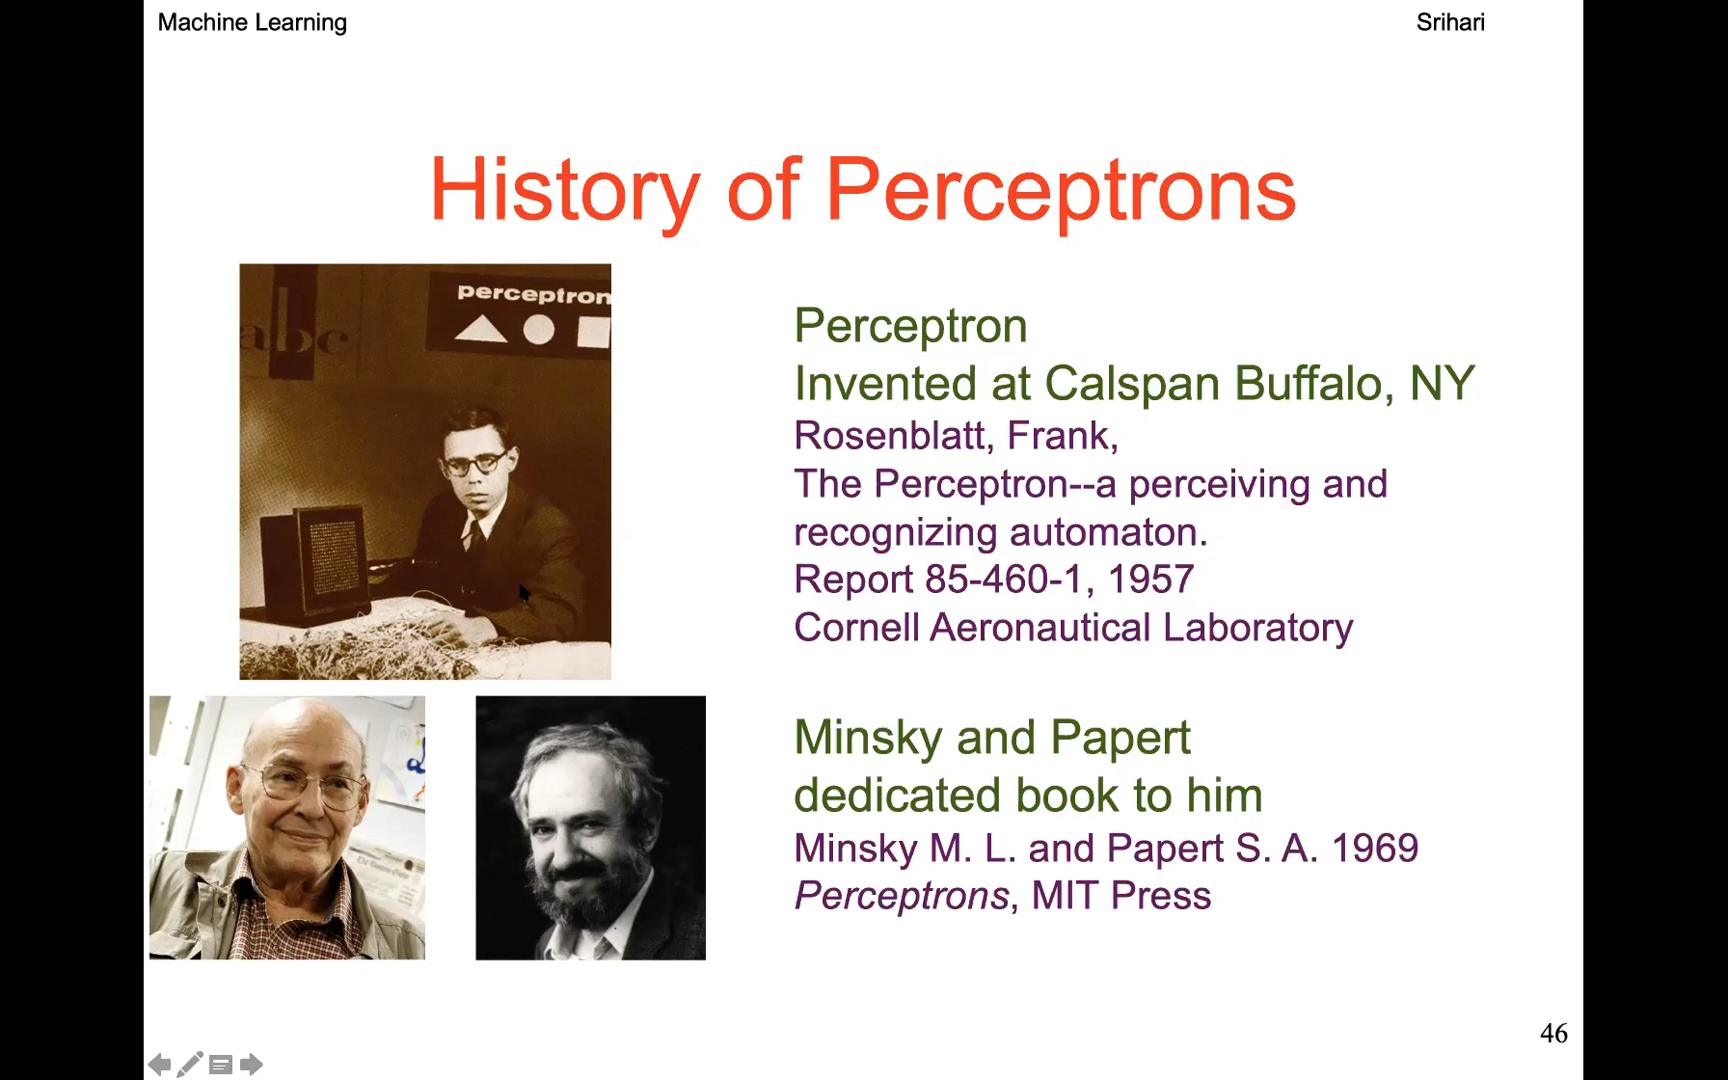 Machine Learning
Srihari
History of Perceptrons
perceptron
abc
Perceptron
Invented at Calspan Buffalo, NY
Rosenblatt, Frank,
The Perceptron--a perceiving and
recognizing automaton.
Report 85-460-1, 1957
Cornell Aeronautical Laboratory
Minsky and Papert
dedicated book to him
Minsky M. L. and Papert S. A. 1969
Perceptrons, MIT Press
46